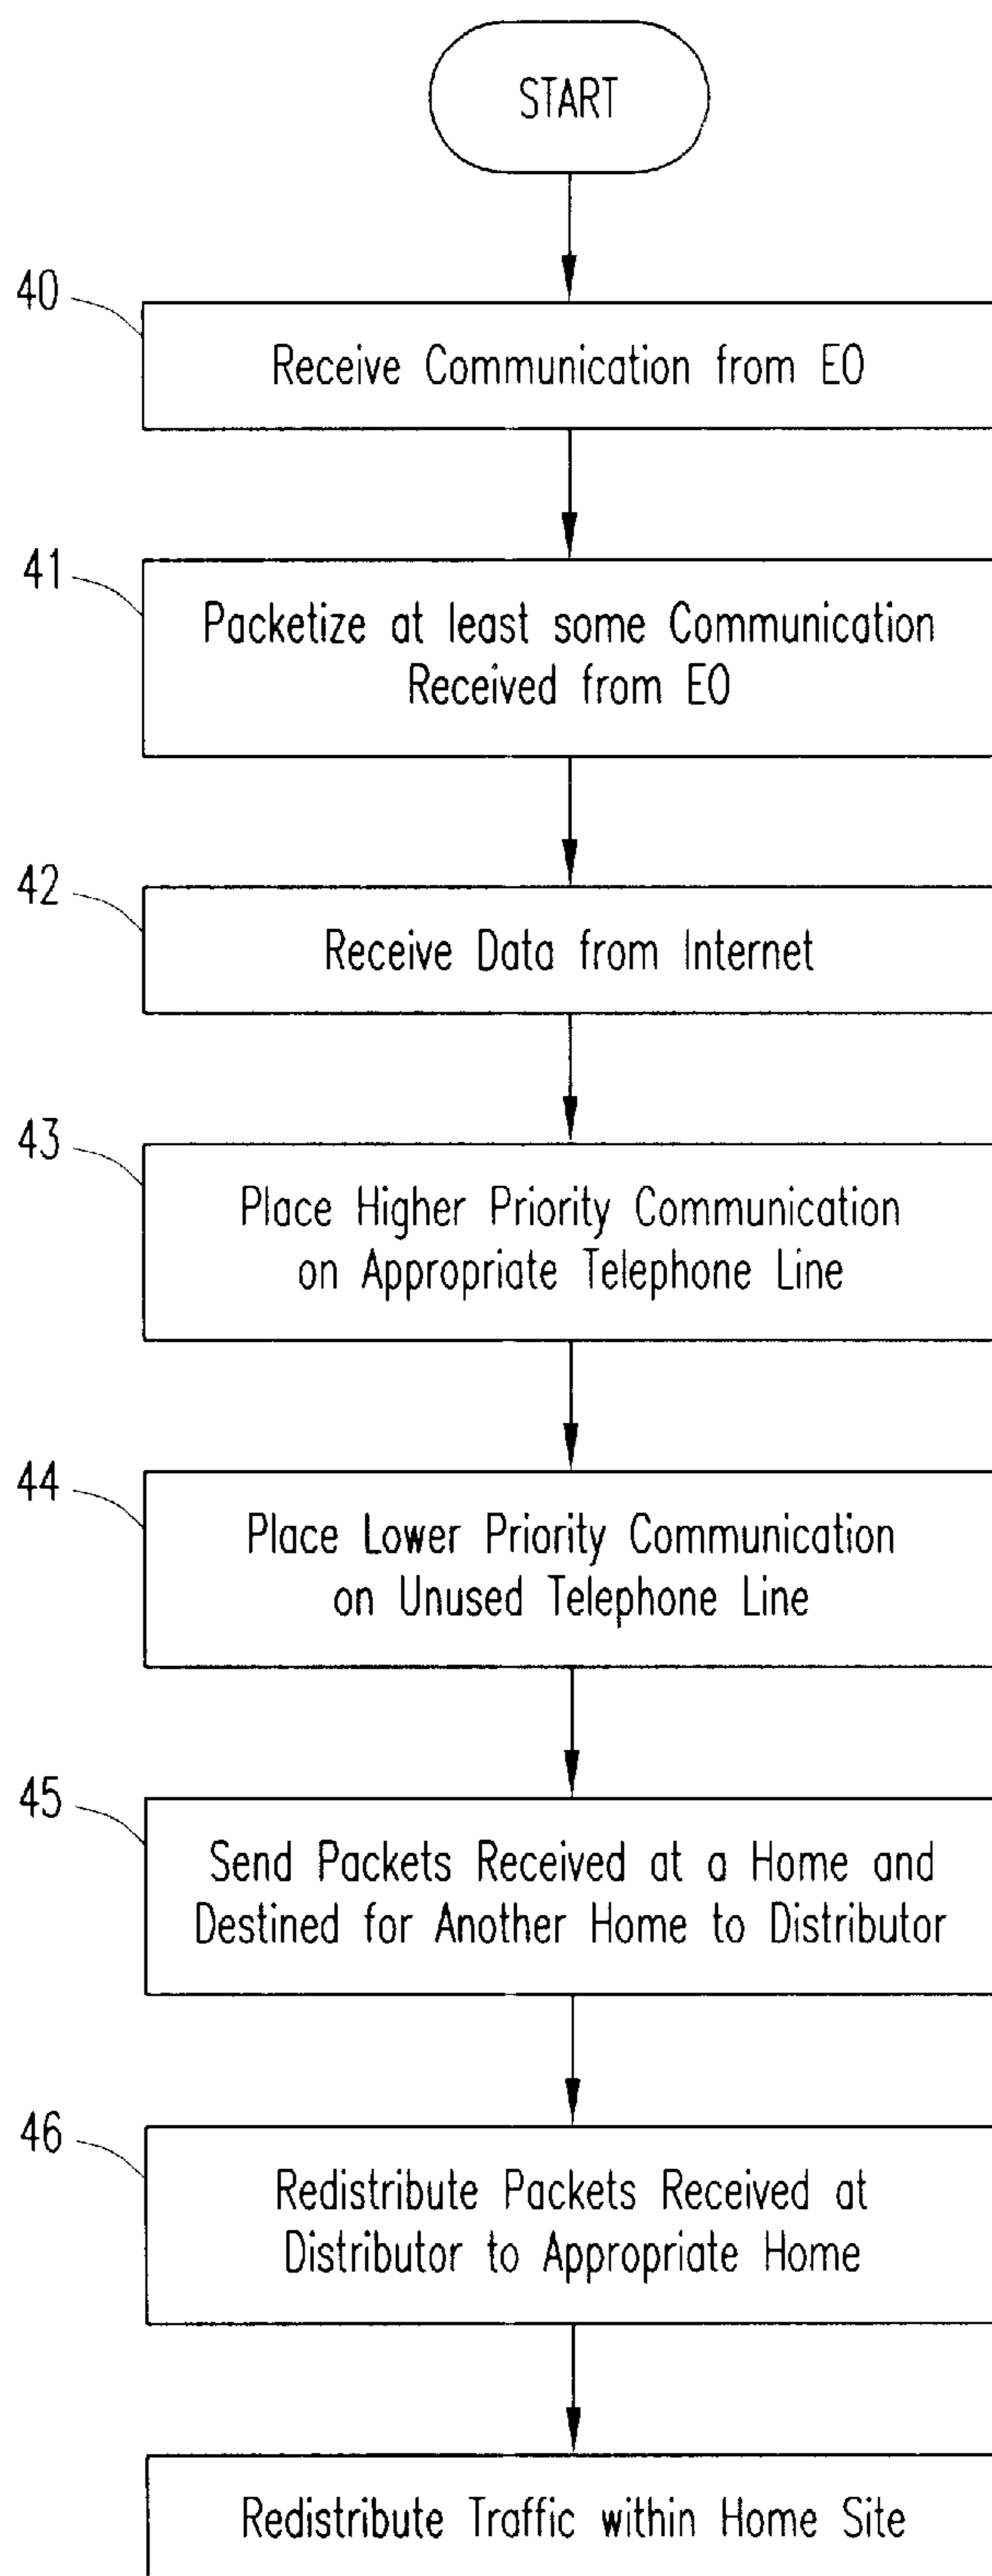 START
40
Receive Communication from EO
41
Packetize at least some Communication
Received from EO
42
Receive Data from Internet
43
Place Higher Priority Communication
on Appropriate Telephone Line
44
Place Lower Priority Communication
on Unused Telephone Line
45
Send Packets Received at a Home and
Destined for Another Home to Distributor
46
Redistribute Packets Received at
Distributor to Appropriate Home
Redistribute Traffic within Home Site